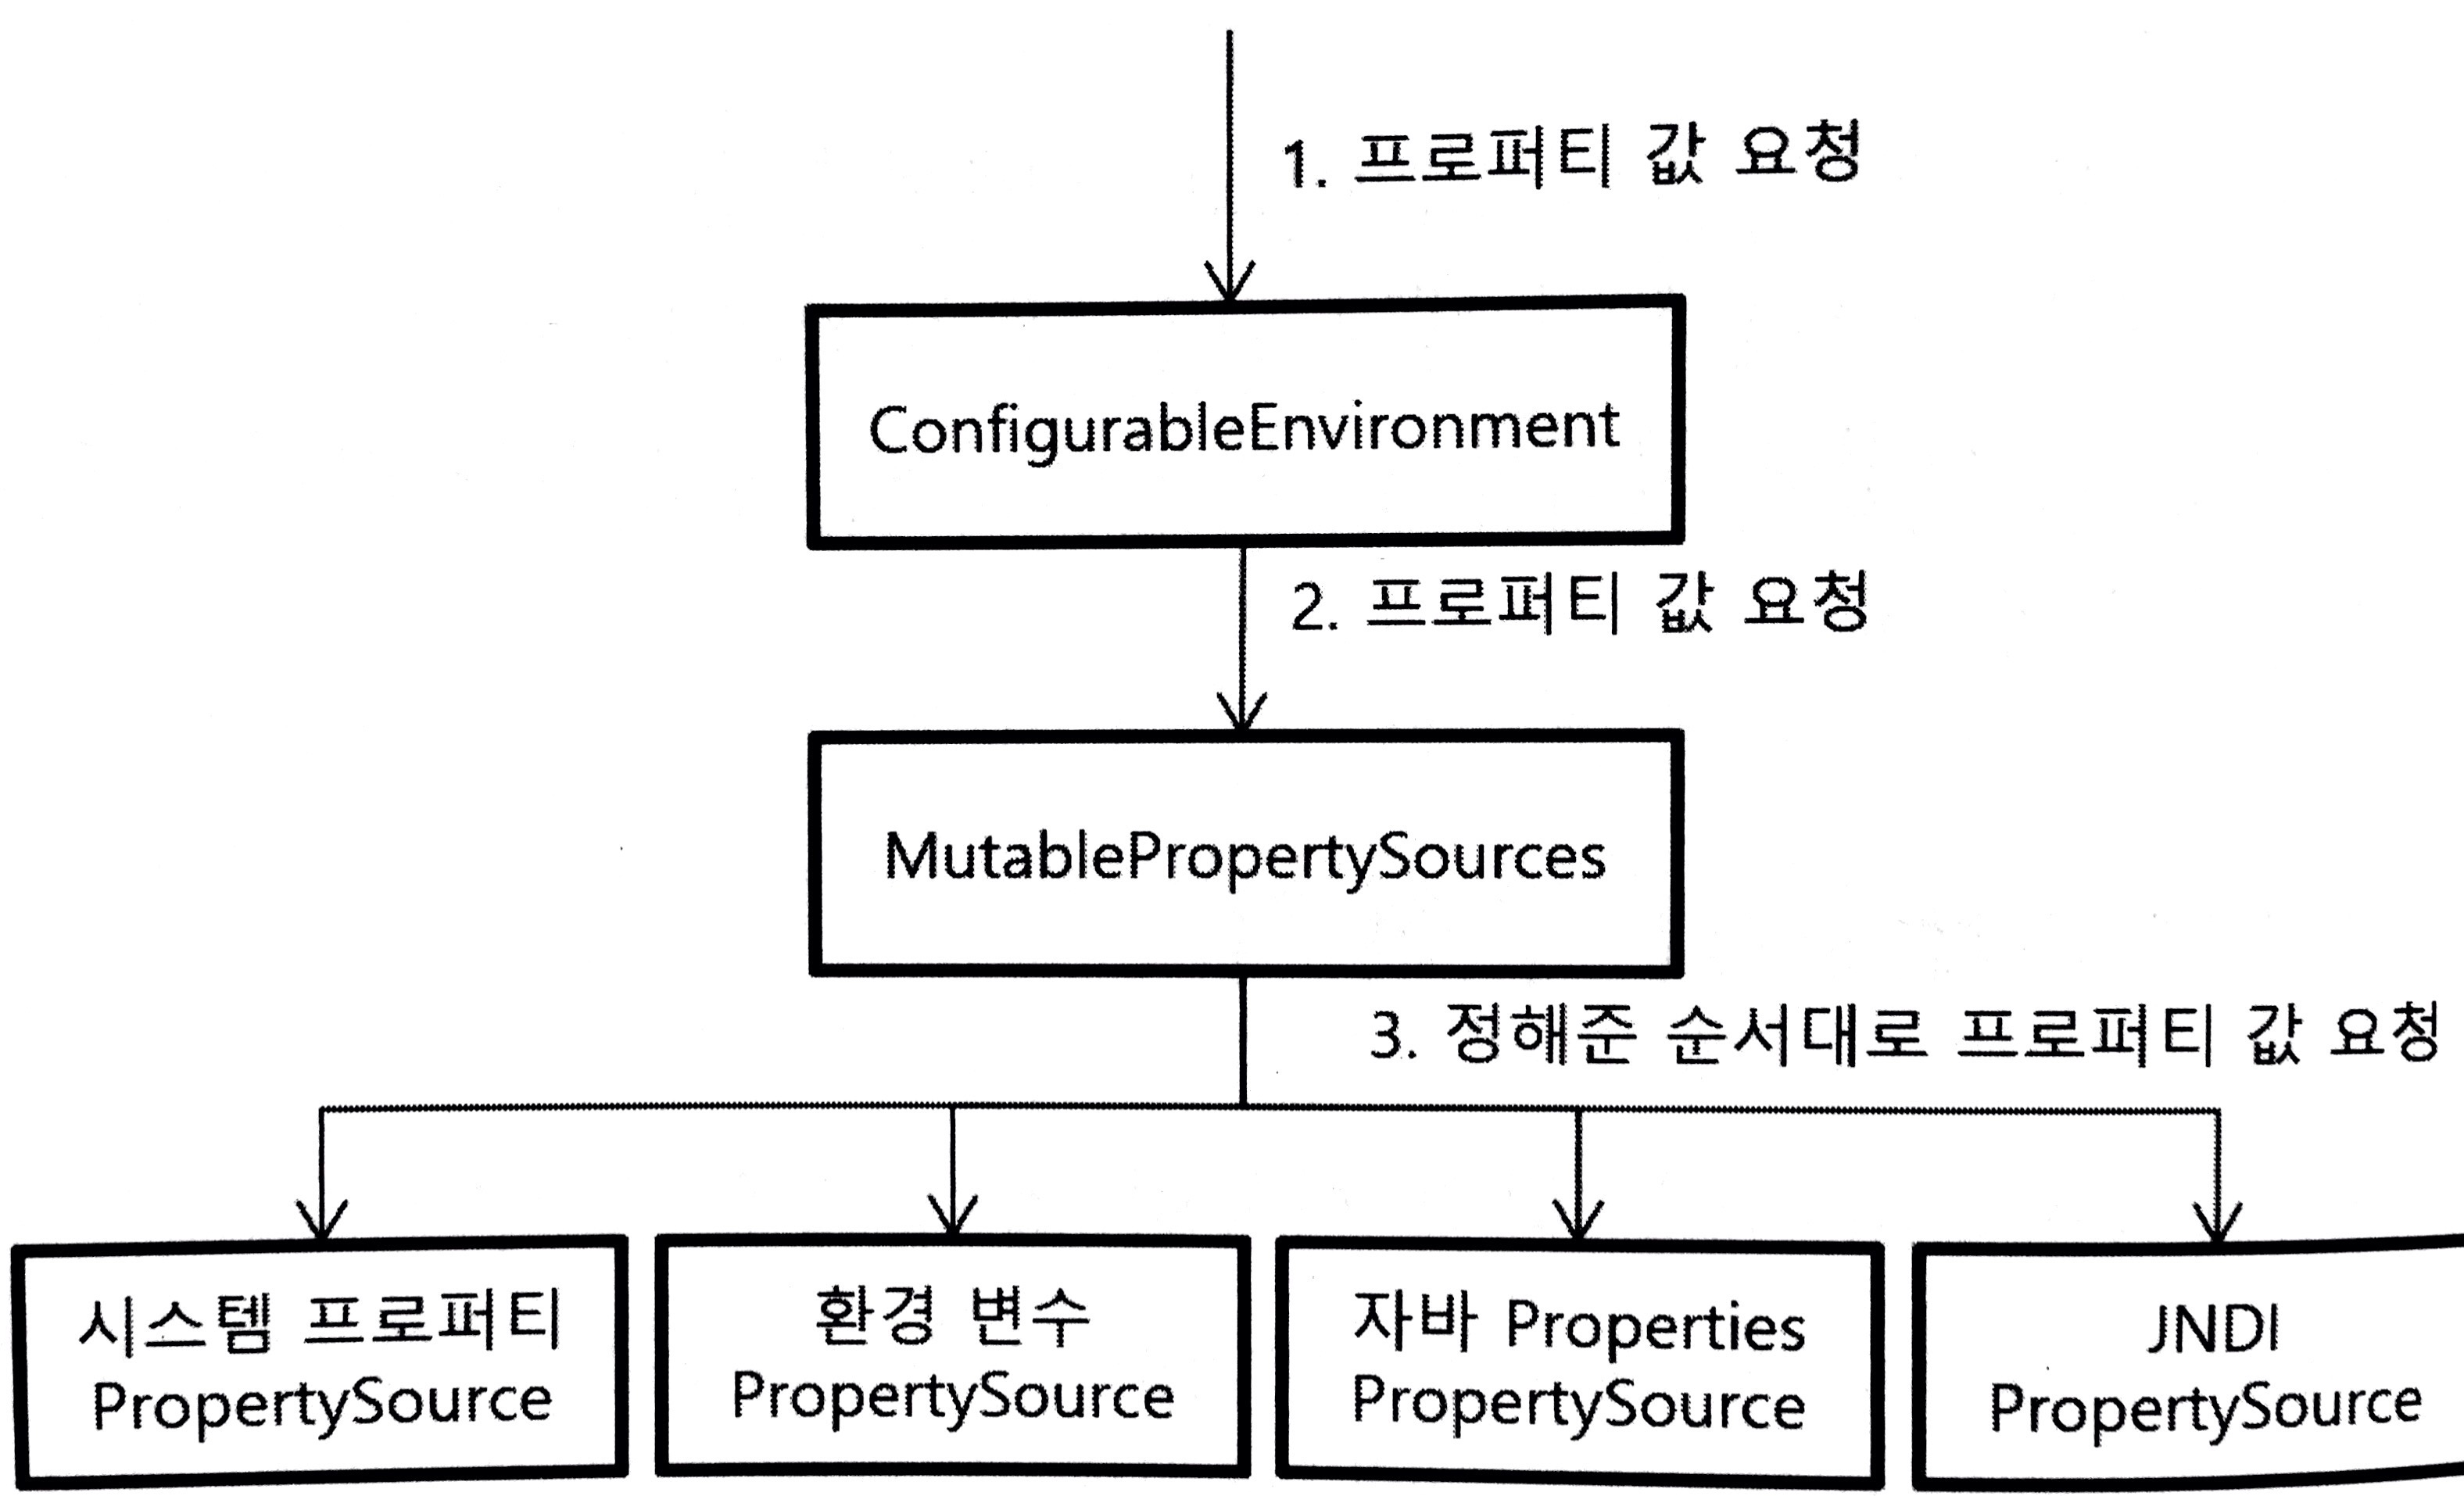 1. 프로퍼티 값 요청
ConfigurableEnvironment
2. 프로퍼티 값 요청
MutablePropertySources
3. 정해준 순서대로 프로퍼티 값 요청
시스템 프로퍼티
PropertySource
환경 변수
PropertySource
자바 Properties
PropertySource
JNDI
PropertySource